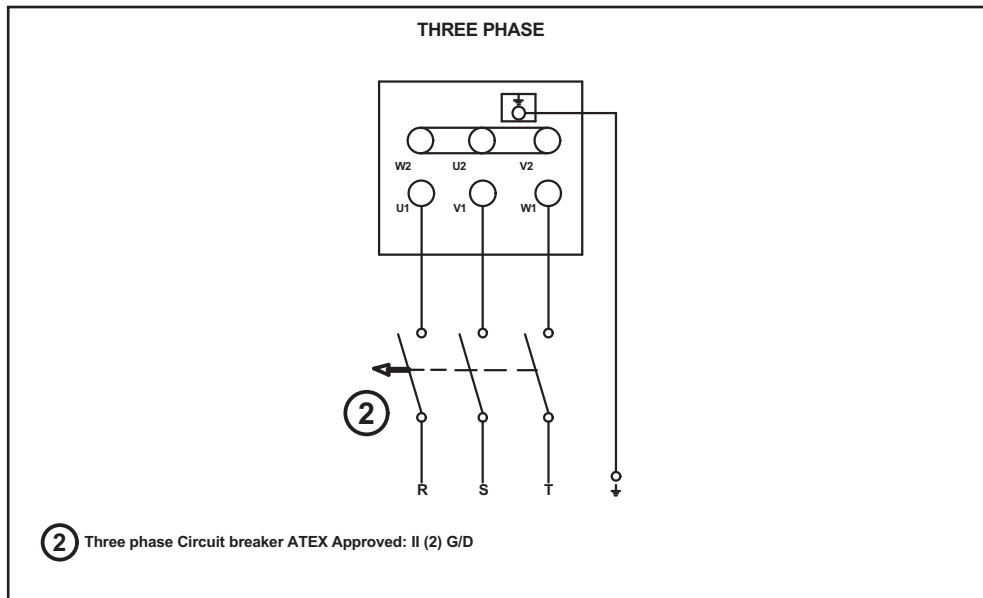 THREE PHASE
W2 U2 V2
U1 V1 W1
2
R S T
2 Three phase Circuit breaker ATEX Approved: II (2) G/D